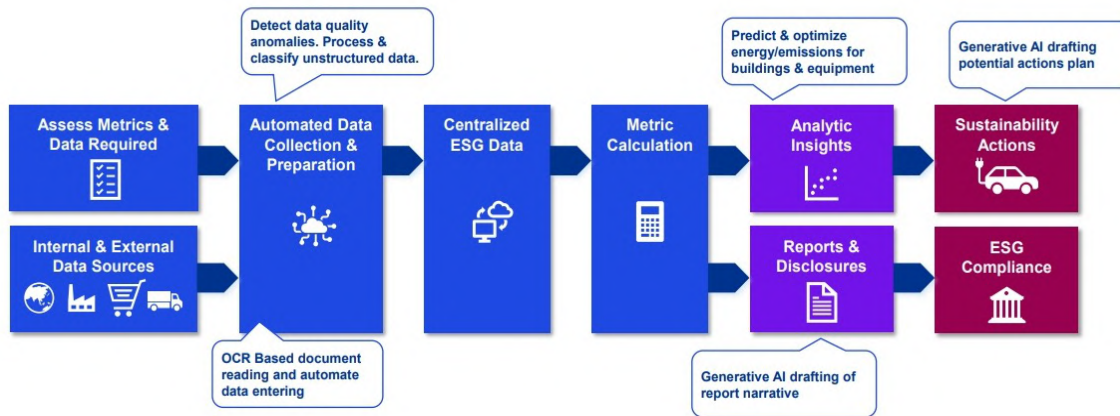 Detect data quality
anomalies. Process &
classify unstructured data.
Predict & optimize
energy/emissions for
buildings & equipment
Generative AI drafting
potential actions plan
Assess Metrics &
Data Required
Automated Data
Collection &
Preparation
Centralized
ESG Data
Metric
Calculation
Analytic
Insights
Sustainability
Actions
Internal & External
Data Sources
Reports &
Disclosures
ESG
Compliance
OCR Based document
reading and automate
data entering
Generative AI drafting of
report narrative